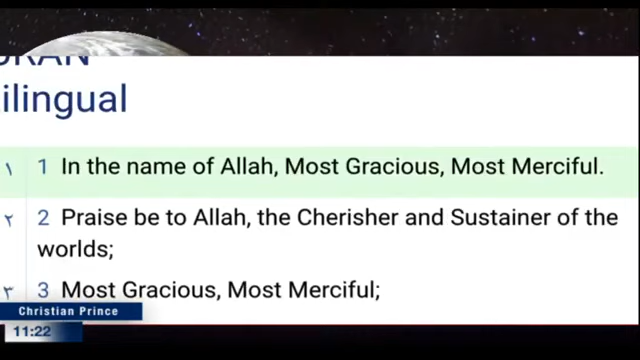 ilingual
١ 1 In the name of Allah, Most Gracious, Most Merciful.
٢ 2 Praise be to Allah, the Cherisher and Sustainer of the
worlds;
٣ 3 Most Gracious, Most Merciful;
Christian Prince
11:22